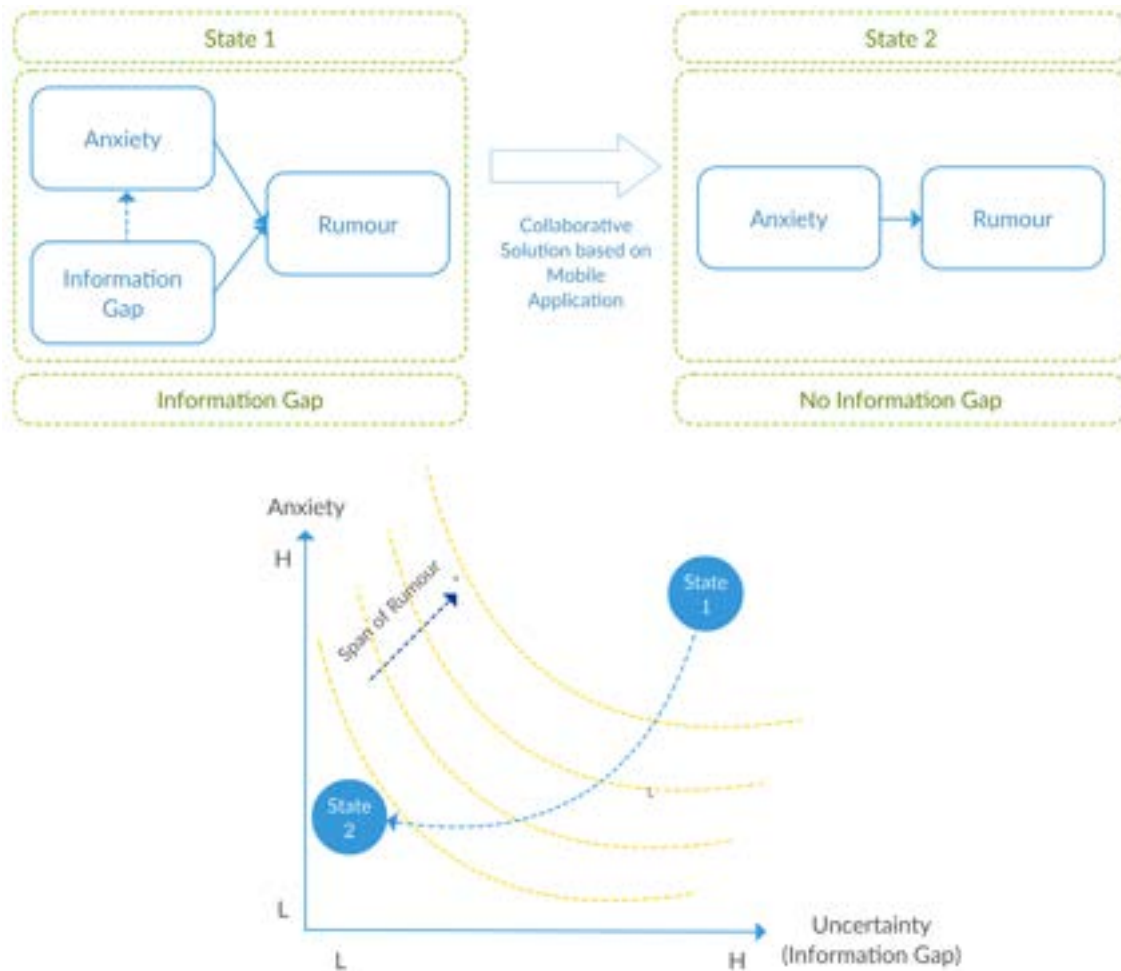 State 1
State 2
Anxiety
Information
Gap
Rumour
Collaborative
Solution based on
Mobile
Application
Anxiety
Rumour
Information Gap
No Information Gap
Anxiety
H
Span of Rumour
State
1
State
2
L
L
H
Uncertainty
(Information Gap)